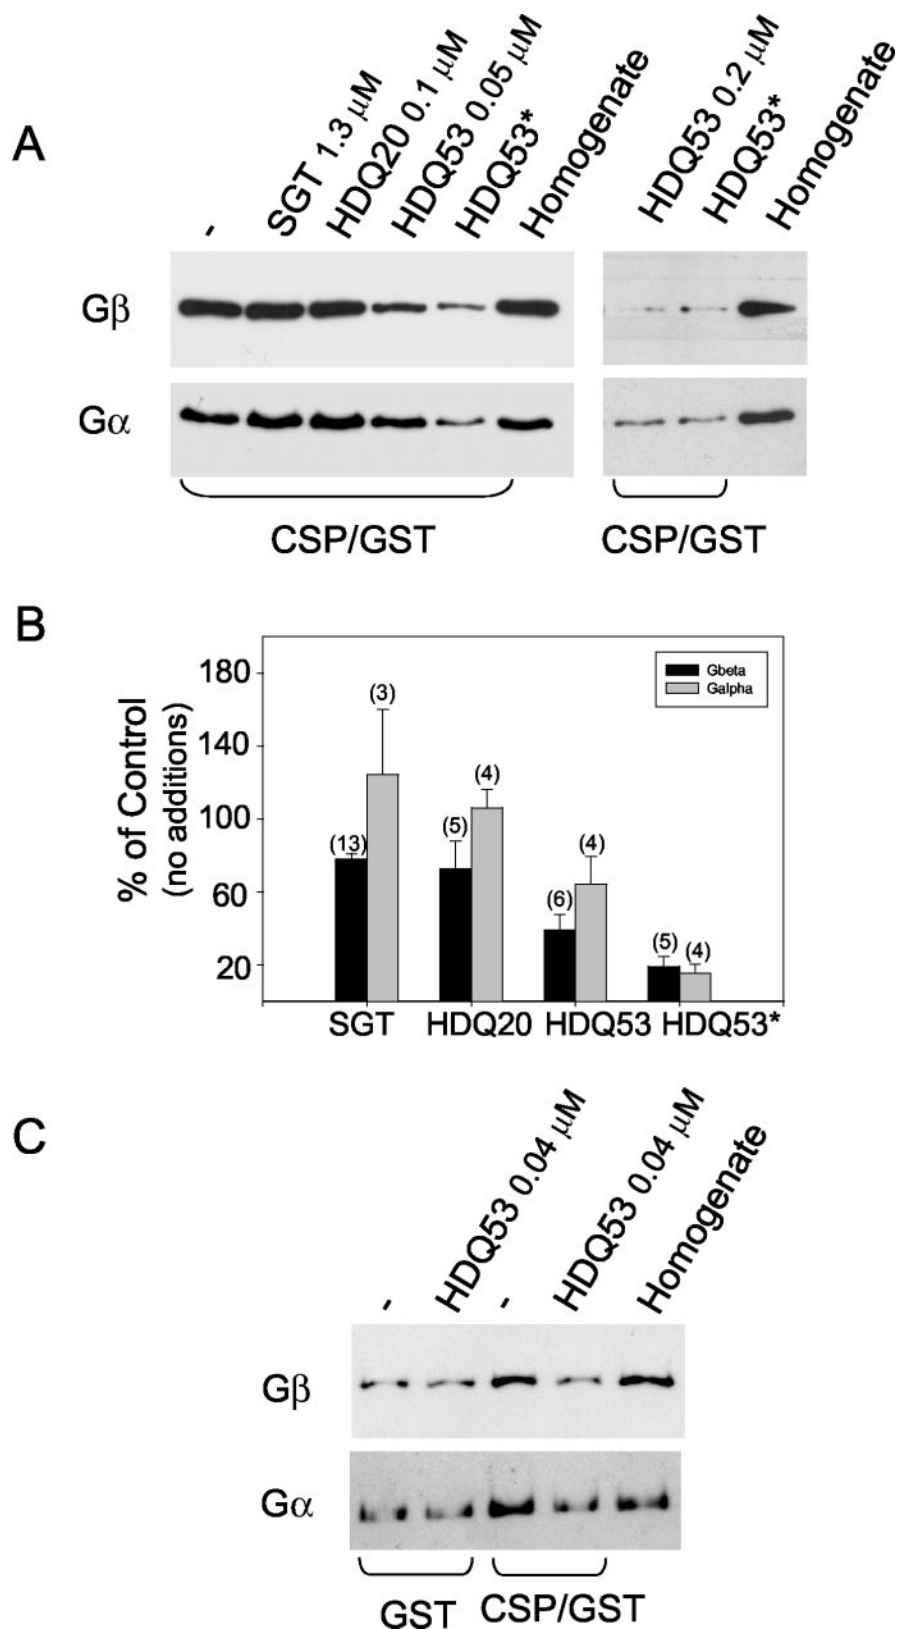 A
-
SGT 1.3 μM
HDQ20 0.1 μM
HDQ53 0.05 μM
HDQ53*
Homogenate
HDQ53 0.2 μM
HDQ53*
Homogenate
Gβ
Gα
CSP/GST
CSP/GST
B
% of Control
(no additions)
180
140
100
60
20
Gbeta
Galpha
(13)
(3)
(5)
(4)
(6)
(4)
(5)
(4)
SGT
HDQ20
HDQ53
HDQ53*
C
-
HDQ53 0.04 μM
-
HDQ53 0.04 μM
Homogenate
Gβ
Gα
GST
CSP/GST